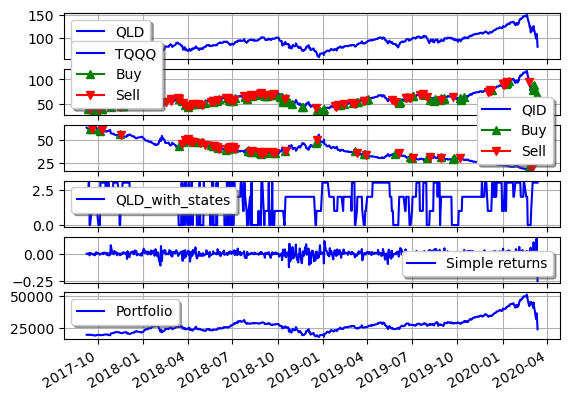 150
100
QLD
TQQQ
Buy
Sell
100
50
QID
Buy
Sell
50
25
2.5
0.0
QLD_with_states
0.00
−0.25
Simple returns
50000
25000
Portfolio
2017-10
2018-01
2018-04
2018-07
2018-10
2019-01
2019-04
2019-07
2019-10
2020-01
2020-04